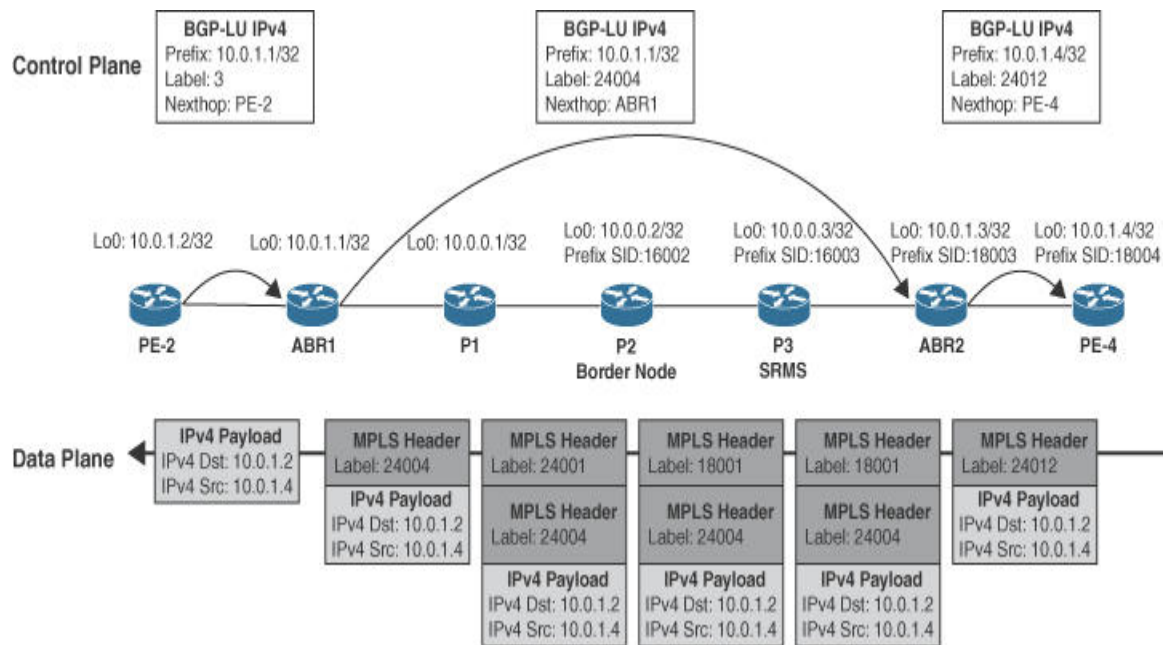 BGP-LU IPv4
Prefix: 10.0.1.1/32
Label: 3
Nexthop: PE-2
BGP-LU IPv4
Prefix: 10.0.1.1/32
Label: 24004
Nexthop: ABR1
BGP-LU IPv4
Prefix: 10.0.1.4/32
Label: 24012
Nexthop: PE-4
Control Plane
Lo0: 10.0.1.2/32
Lo0: 10.0.1.1/32
Lo0: 10.0.0.1/32
Lo0: 10.0.0.2/32
Prefix SID:16002
Lo0: 10.0.0.3/32
Prefix SID:16003
Lo0: 10.0.1.3/32
Prefix SID:18003
Lo0: 10.0.1.4/32
Prefix SID:18004
PE-2
ABR1
P1
P2
Border Node
P3
SRMS
ABR2
PE-4
Data Plane
IPv4 Payload
IPv4 Dst: 10.0.1.2
IPv4 Src: 10.0.1.4
MPLS Header
Label: 24004
IPv4 Payload
IPv4 Dst: 10.0.1.2
IPv4 Src: 10.0.1.4
MPLS Header
Label: 24001
MPLS Header
Label: 24004
IPv4 Payload
IPv4 Dst: 10.0.1.2
IPv4 Src: 10.0.1.4
MPLS Header
Label: 18001
MPLS Header
Label: 24004
IPv4 Payload
IPv4 Dst: 10.0.1.2
IPv4 Src: 10.0.1.4
MPLS Header
Label: 18001
MPLS Header
Label: 24004
IPv4 Payload
IPv4 Dst: 10.0.1.2
IPv4 Src: 10.0.1.4
MPLS Header
Label: 24012
IPv4 Payload
IPv4 Dst: 10.0.1.2
IPv4 Src: 10.0.1.4